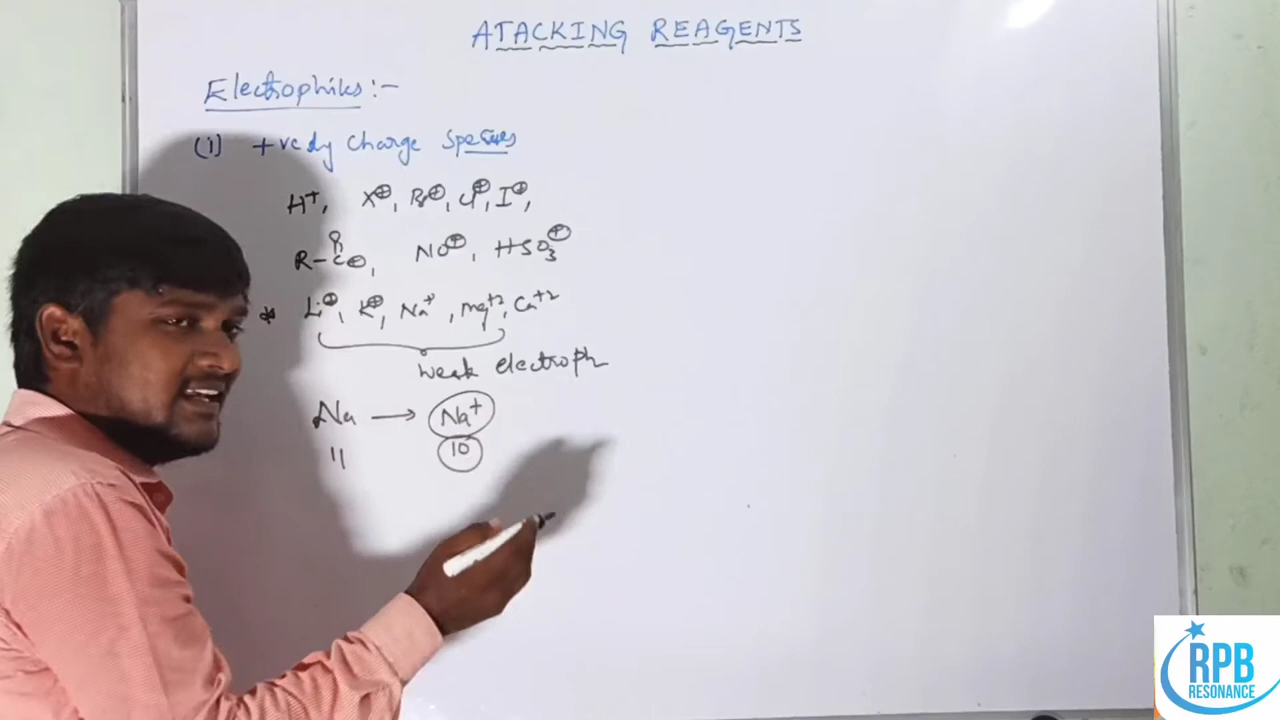 ATACKING REAGENTS
Electrophiles :-
(i) +vely charge Species
H⁺, X⊕, Br⊕, Cl⊕, I⊕,
R-C⊕, NO⊕, HSO₃⊕
* Li⊕, K⊕, Na⁺, Mg⁺², Ca⁺²
weak electroph
Na → Na⁺
11 10
RPB
RESONANCE